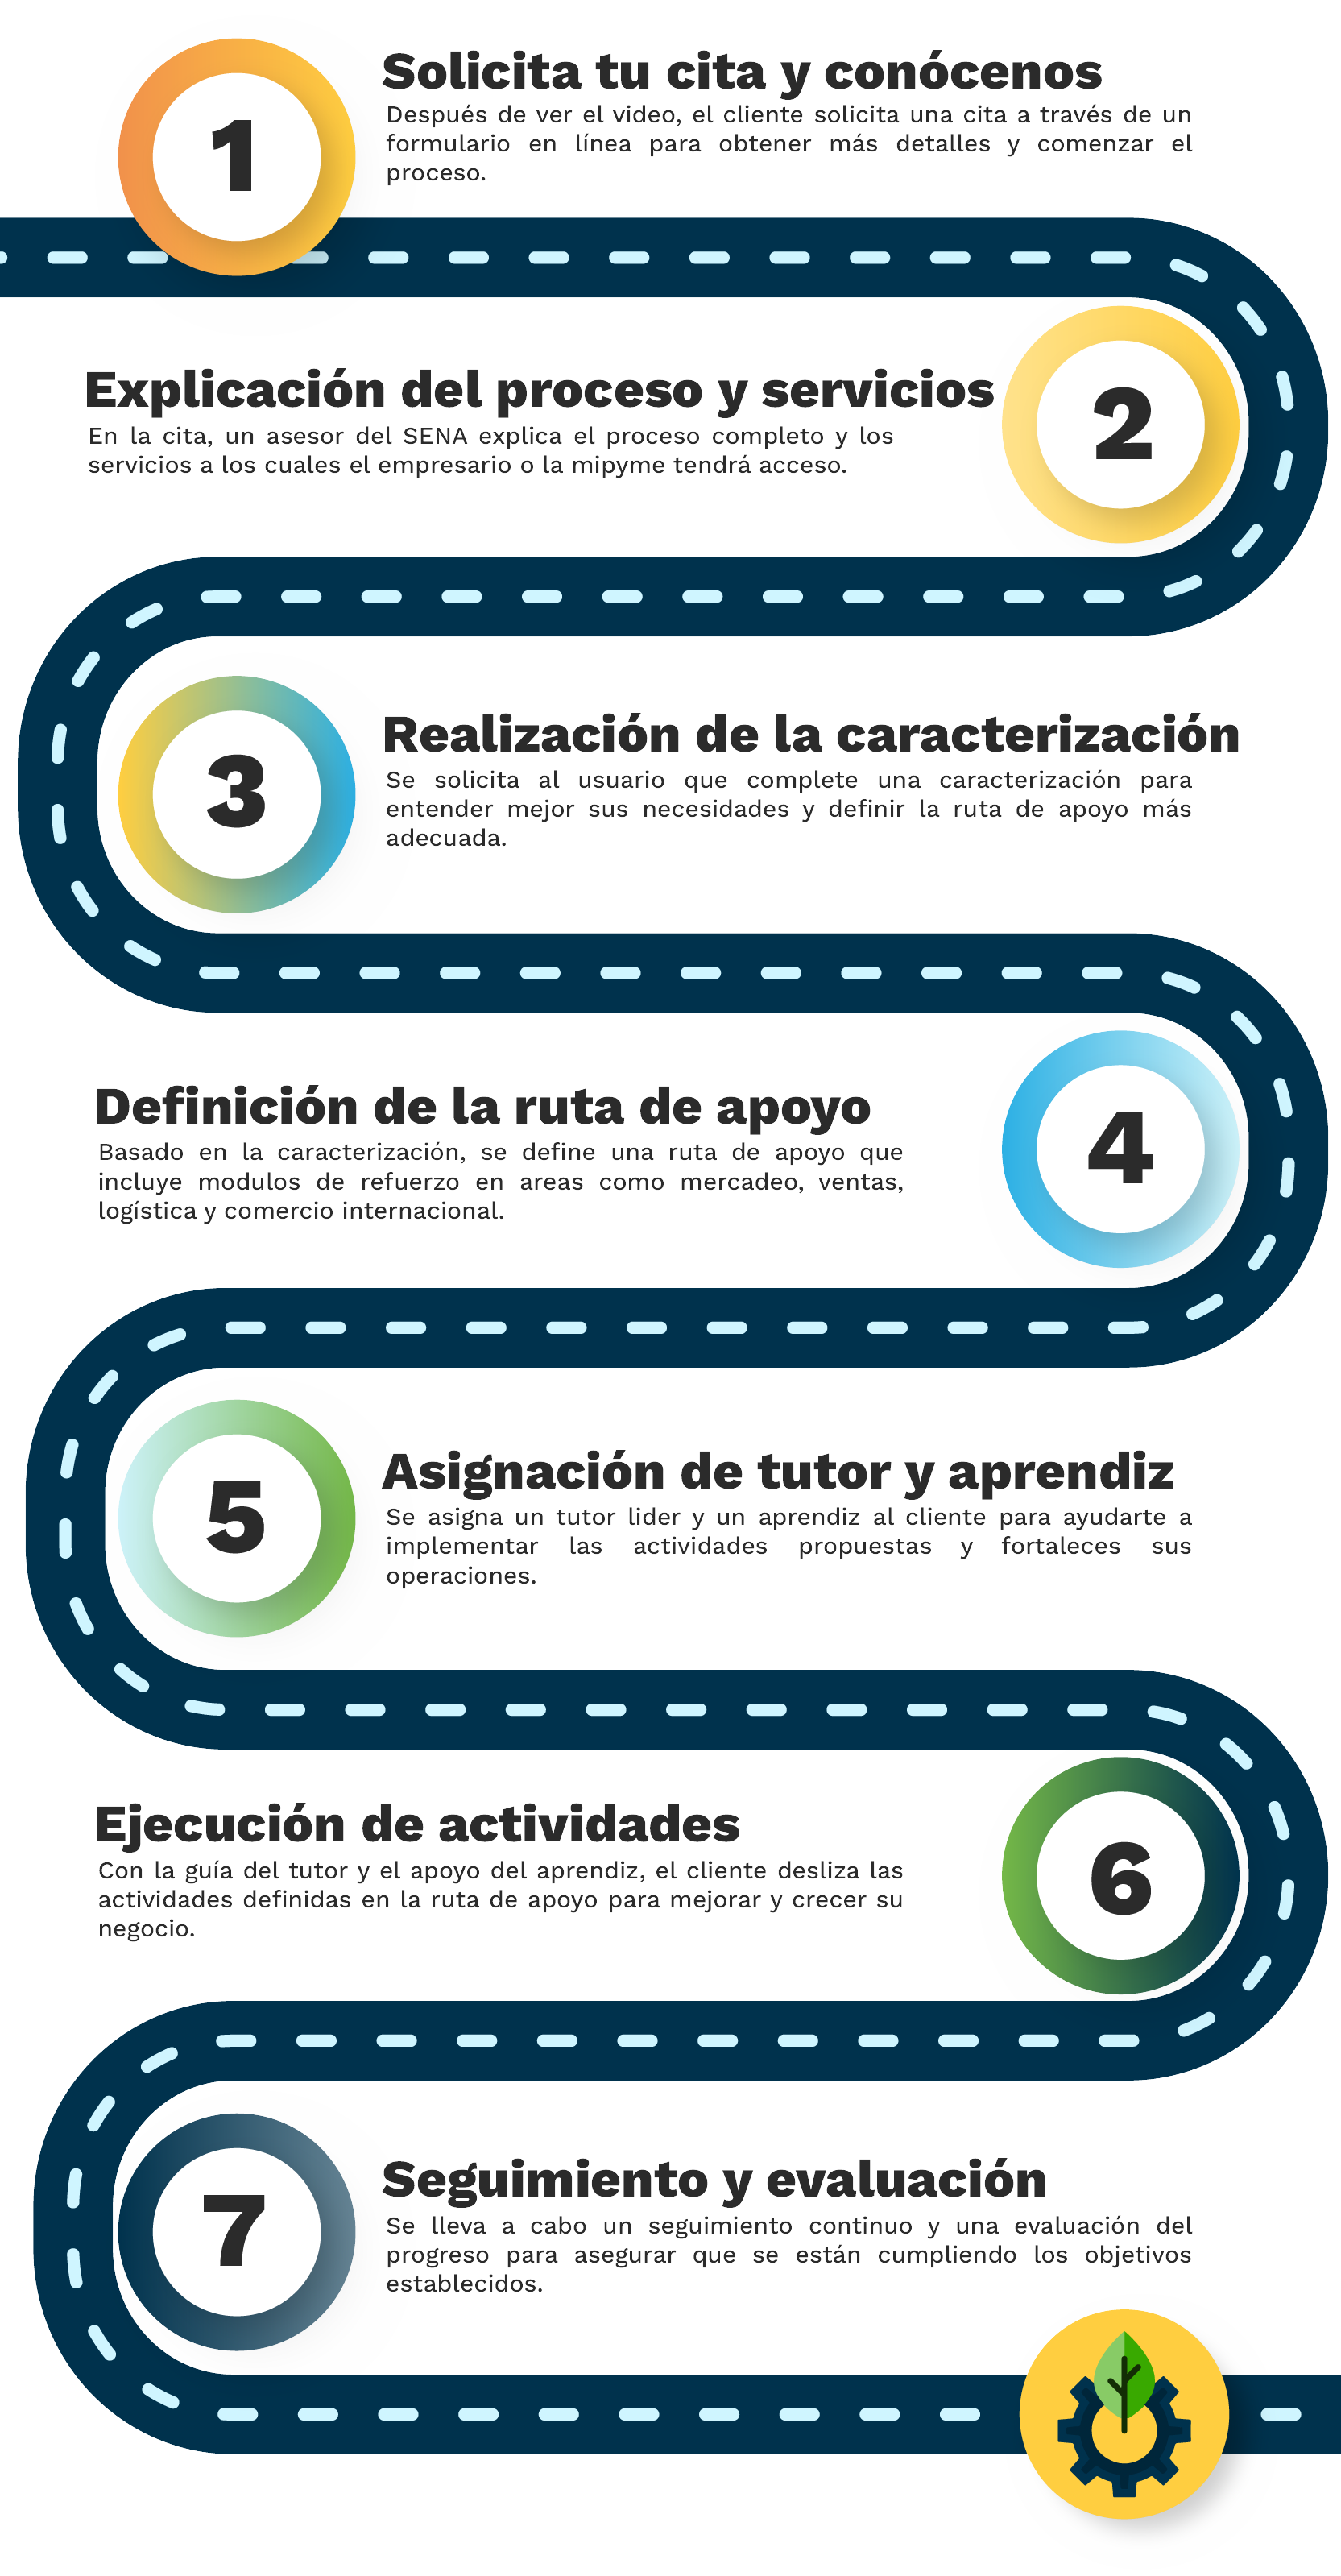 1
Solicita tu cita y conócenos
Después de ver el video, el cliente solicita una cita a través de un
formulario en línea para obtener más detalles y comenzar el
proceso.
Explicación del proceso y servicios
En la cita, un asesor del SENA explica el proceso completo y los
servicios a los cuales el empresario o la mipyme tendrá acceso.
2
3
Realización de la caracterización
Se solicita al usuario que complete una caracterización para
entender mejor sus necesidades y definir la ruta de apoyo más
adecuada.
Definición de la ruta de apoyo
Basado en la caracterización, se define una ruta de apoyo que
incluye modulos de refuerzo en areas como mercadeo, ventas,
logística y comercio internacional.
4
5
Asignación de tutor y aprendiz
Se asigna un tutor lider y un aprendiz al cliente para ayudarte a
implementar las actividades propuestas y fortaleces sus
operaciones.
Ejecución de actividades
Con la guía del tutor y el apoyo del aprendiz, el cliente desliza las
actividades definidas en la ruta de apoyo para mejorar y crecer su
negocio.
6
7
Seguimiento y evaluación
Se lleva a cabo un seguimiento continuo y una evaluación del
progreso para asegurar que se están cumpliendo los objetivos
establecidos.